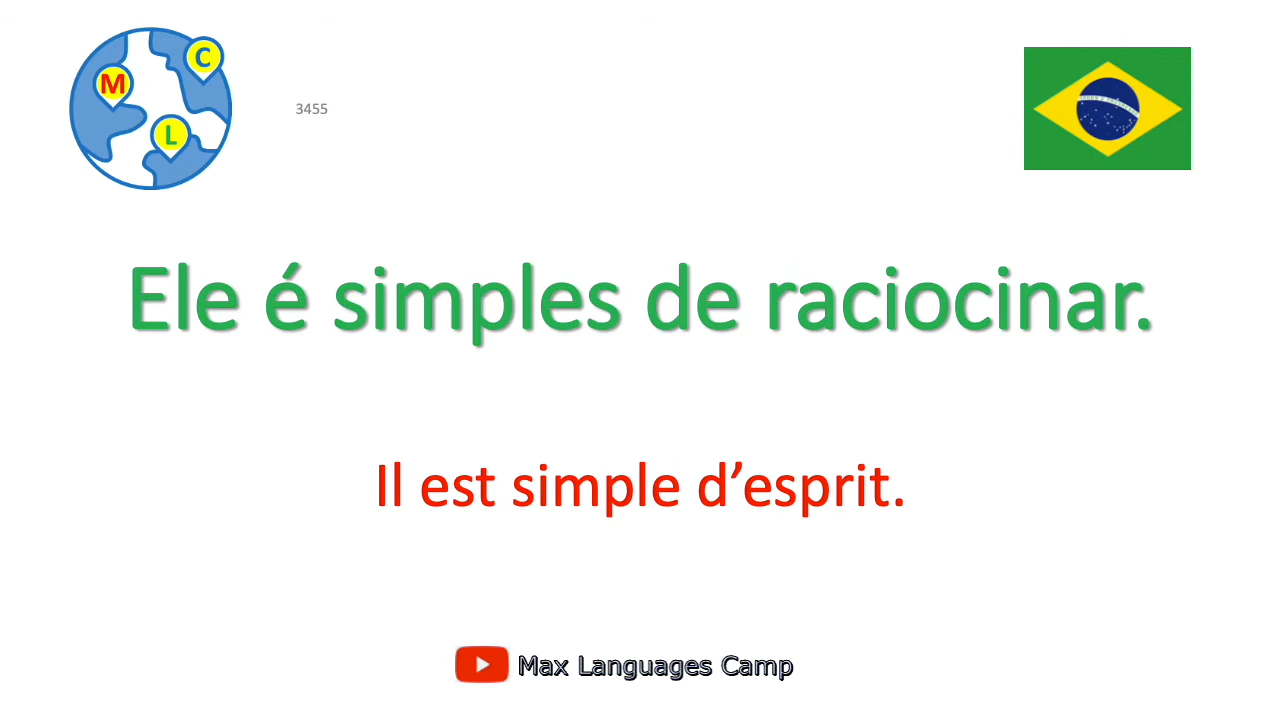 M
C
L
3455
Ele é simples de raciocinar.
Il est simple d’esprit.
Max Languages Camp